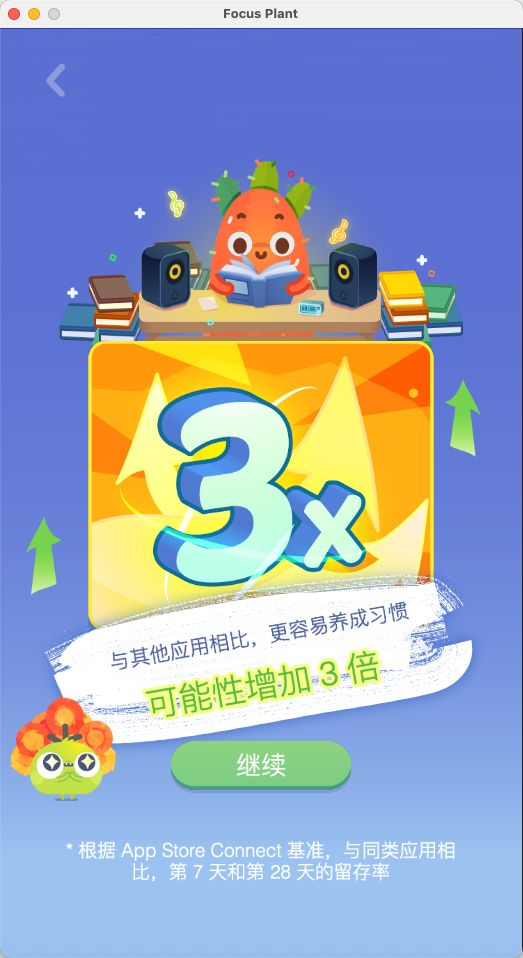 Focus Plant
3x
与其他应用相比，更容易养成习惯
可能性增加 3 倍
继续
* 根据 App Store Connect 基准，与同类应用相
比，第 7 天和第 28 天的留存率